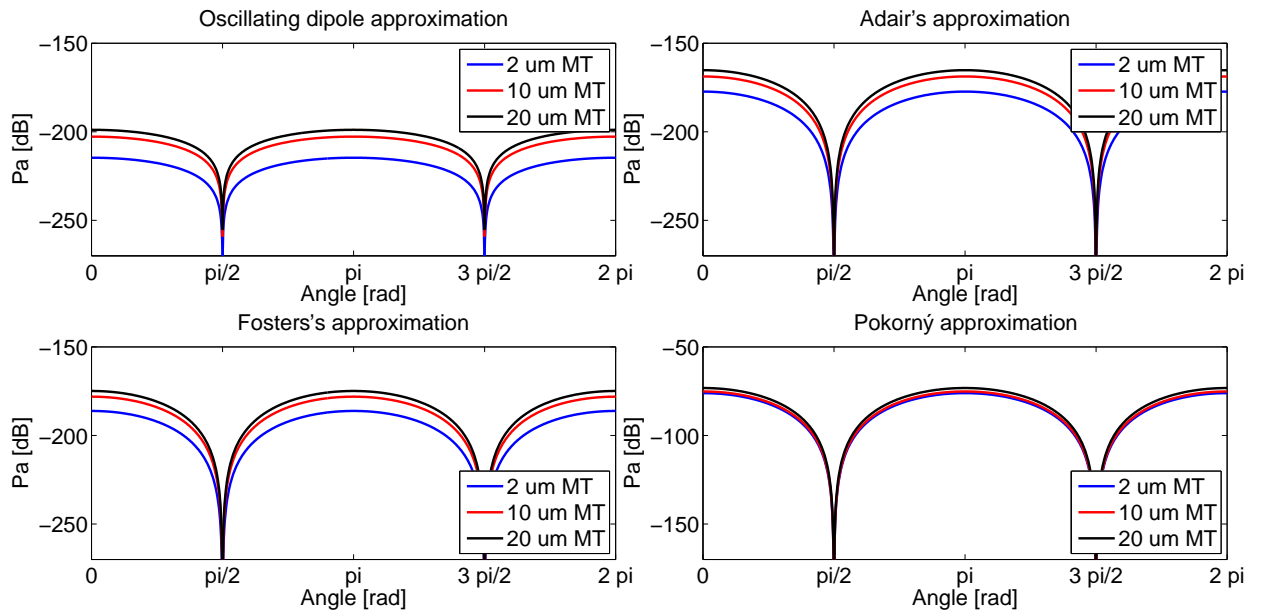 Oscillating dipole approximation
−150
−200
−250
Pa [dB]
2 um MT
10 um MT
20 um MT
0
pi/2
pi
3 pi/2
2 pi
Angle [rad]
Adair's approximation
−150
−200
−250
Pa [dB]
2 um MT
10 um MT
20 um MT
0
pi/2
pi
3 pi/2
2 pi
Angle [rad]
Fosters's approximation
−150
−200
−250
Pa [dB]
2 um MT
10 um MT
20 um MT
0
pi/2
pi
3 pi/2
2 pi
Angle [rad]
Pokorný approximation
−50
−100
−150
Pa [dB]
2 um MT
10 um MT
20 um MT
0
pi/2
pi
3 pi/2
2 pi
Angle [rad]